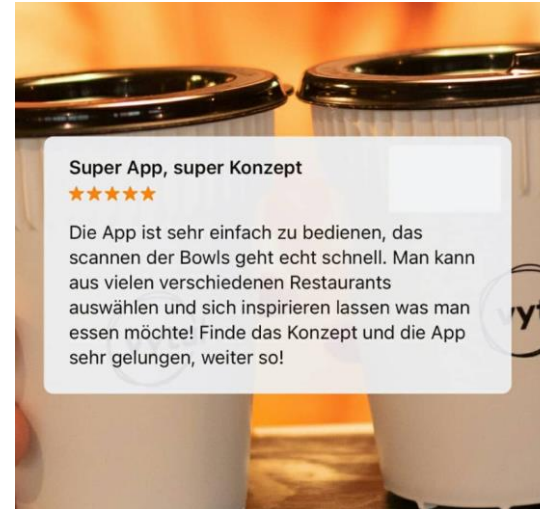 Super App, super Konzept
Die App ist sehr einfach zu bedienen, das
scannen der Bowls geht echt schnell. Man kann
aus vielen verschiedenen Restaurants
auswählen und sich inspirieren lassen was man
essen möchte! Finde das Konzept und die App
sehr gelungen, weiter so!
vyt